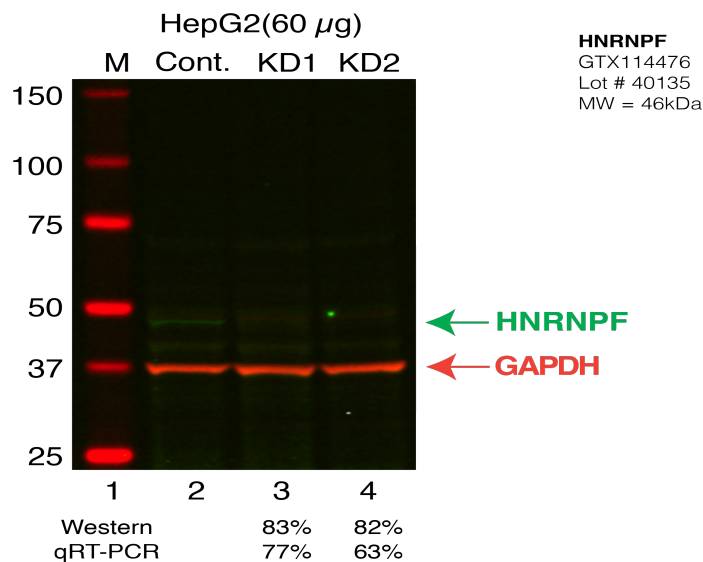 HepG2(60 µg)
M Cont. KD1 KD2
HNRNPF
GTX114476
Lot # 40135
MW = 46kDa
150
100
75
50
37
25
HNRNPF
GAPDH
1 2 3 4
Western 83% 82%
qRT-PCR 77% 63%